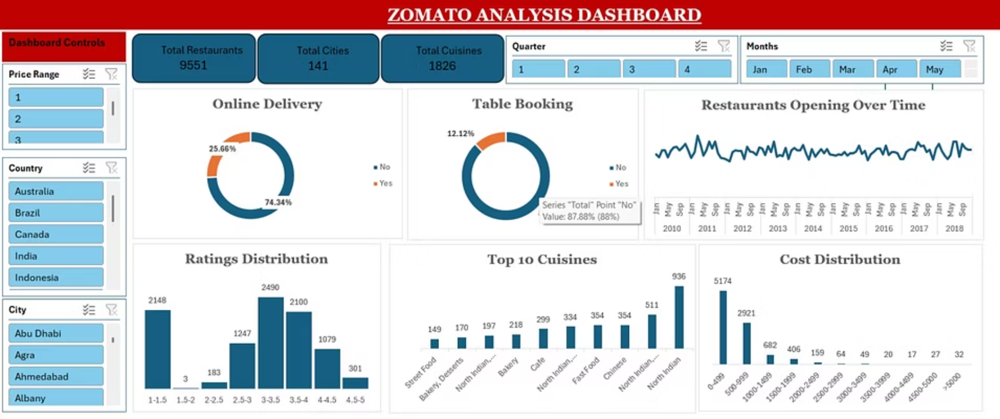 ZOMATO ANALYSIS DASHBOARD
Dashboard Controls
Price Range
1
2
3
Country
Australia
Brazil
Canada
India
Indonesia
City
Abu Dhabi
Agra
Ahmedabad
Albany
Total Restaurants
9551
Total Cities
141
Total Cuisines
1826
Quarter
1 2 3 4
Months
Jan Feb Mar Apr May
Online Delivery
25.66%
74.34%
No
Yes
Table Booking
12.12%
No
Yes
Series "Total" Point "No"
Value: 87.88% (88%)
Restaurants Opening Over Time
Jan May Sep Jan May Sep Jan May Sep Jan May Sep Jan May Sep Jan May Sep Jan May Sep Jan May Sep Jan May Sep
2010 2011 2012 2013 2014 2015 2016 2017 2018
Ratings Distribution
2148 3 183 1247 2490 2100 1079 301
1-1.5 1.5-2 2-2.5 2.5-3 3-3.5 3.5-4 4-4.5 4.5-5
Top 10 Cuisines
149 170 197 218 299 334 354 354 511 936
Street Food
Bakery, Desserts
North Indian,...
Bakery
Cafe
North Indian,...
Fast Food
Chinese
North Indian,...
North Indian
Cost Distribution
5174 2921 682 406 159 64 49 20 17 27 32
0-499
500-999
1000-1499
1500-1999
2000-2499
2500-2999
3000-3499
3500-3999
4000-4499
4500-5000
>5000